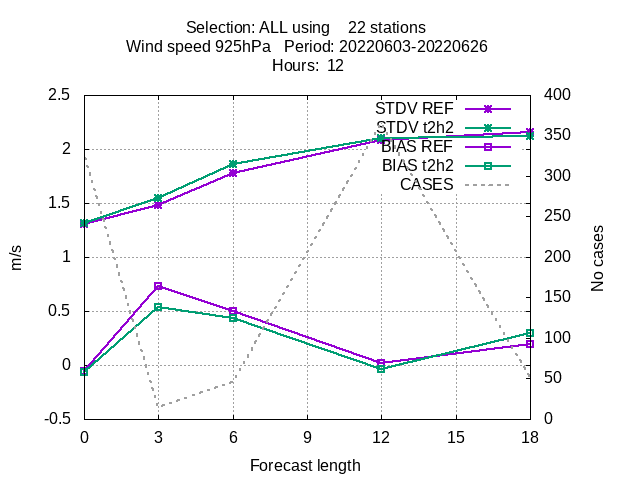 Selection: ALL using    22 stations
Wind speed 925hPa   Period: 20220603-20220626
Hours:  12
2.5
2
1.5
1
0.5
0
-0.5
m/s
STDV REF
STDV t2h2
BIAS REF
BIAS t2h2
CASES
400
350
300
250
200
150
100
50
0
No cases
0 3 6 9 12 15 18
Forecast length